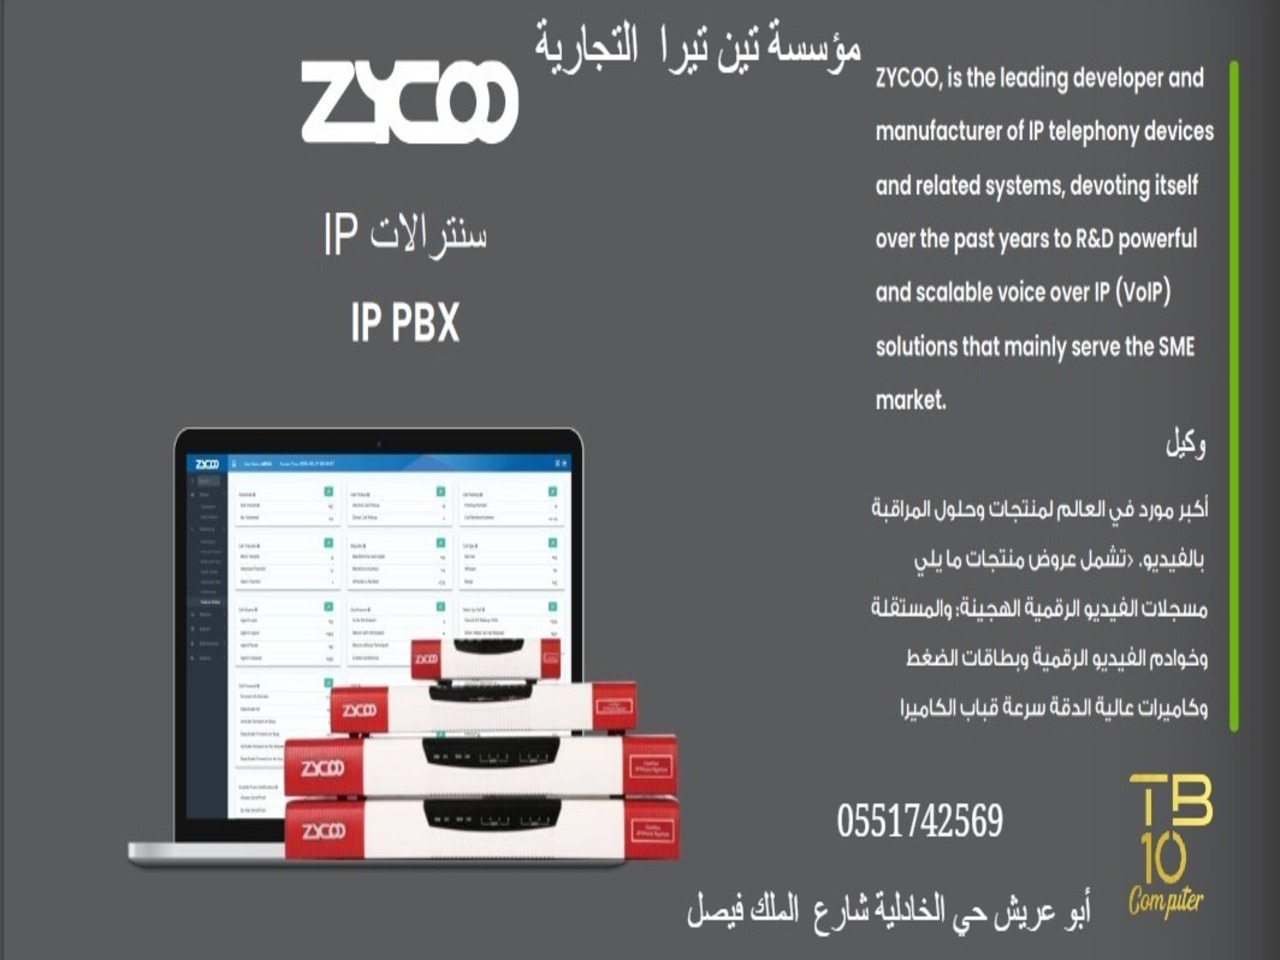 مؤسسة تين تيرا التجارية
ZYCOO
سنترالات IP
IP PBX
ZYCOO, is the leading developer and
manufacturer of IP telephony devices
and related systems, devoting itself
over the past years to R&D powerful
and scalable voice over IP (VoIP)
solutions that mainly serve the SME
market.
وكيل
أكبر مورد في العالم لمنتجات وحلول المراقبة
بالفيديو. ‹تشمل عروض منتجات ما يلي
مسجلات الفيديو الرقمية الهجينة: والمستقلة
وخوادم الفيديو الرقمية وبطاقات الضغط
وكاميرات عالية الدقة سرعة قباب الكاميرا
ZYCOO
ZYCOO
ZYCOO
ZYCOO
ZYCOO
0551742569
TB
10
Computer
أبو عريش حي الخادلية شارع الملك فيصل